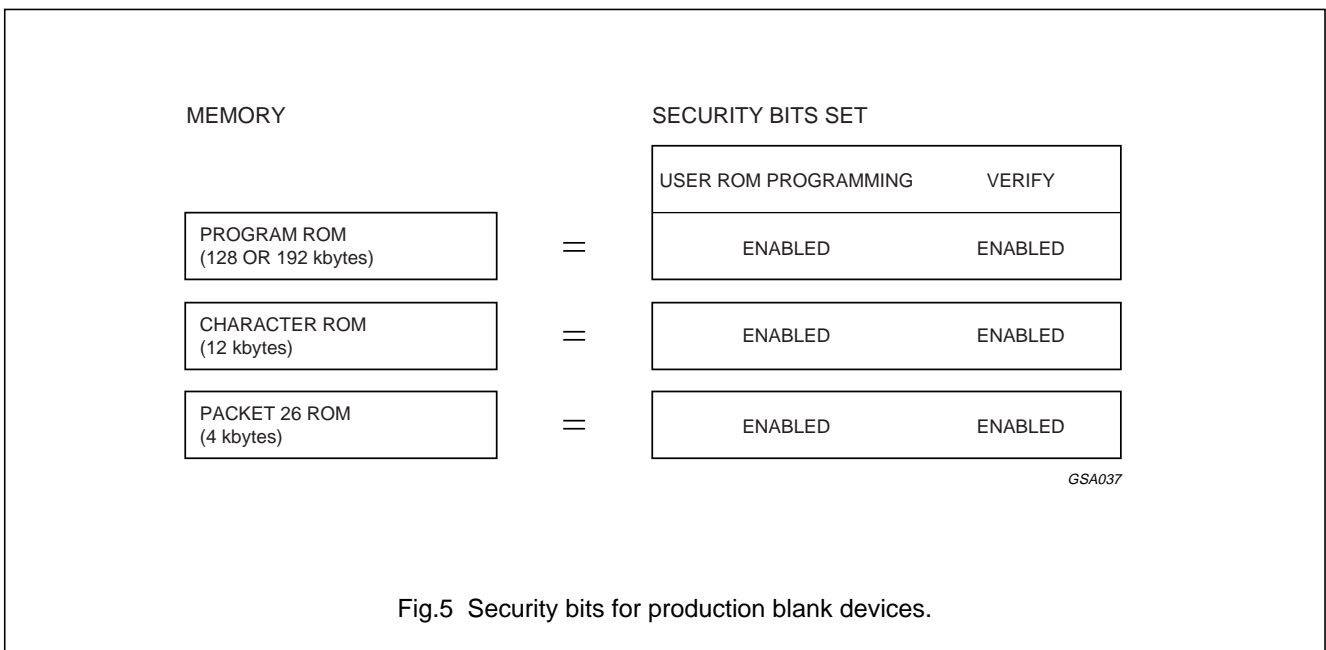 MEMORY SECURITY BITS SET
USER ROM PROGRAMMING VERIFY
PROGRAM ROM
(128 OR 192 kbytes)
= ENABLED ENABLED
CHARACTER ROM
(12 kbytes)
= ENABLED ENABLED
PACKET 26 ROM
(4 kbytes)
= ENABLED ENABLED
GSA037
Fig.5 Security bits for production blank devices.